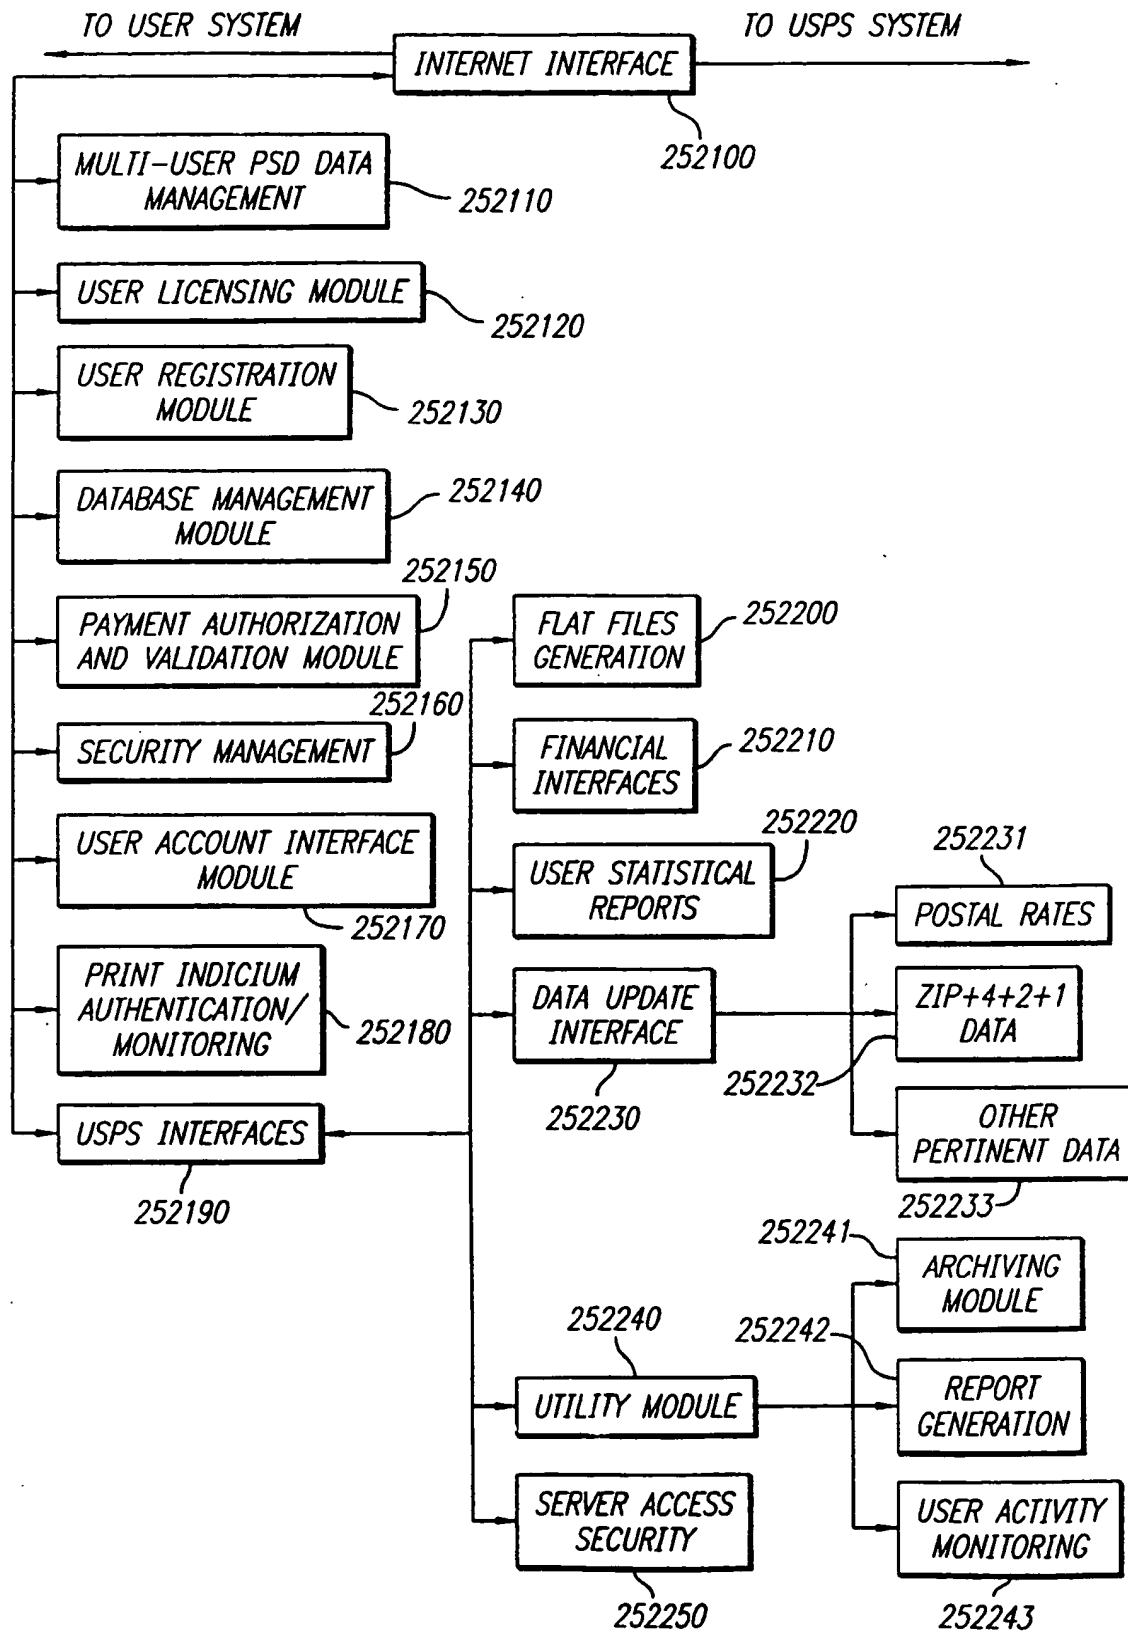 TO USER SYSTEM
TO USPS SYSTEM
INTERNET INTERFACE
252100
MULTI-USER PSD DATA
MANAGEMENT
252110
USER LICENSING MODULE
252120
USER REGISTRATION
MODULE
252130
DATABASE MANAGEMENT
MODULE
252140
PAYMENT AUTHORIZATION
AND VALIDATION MODULE
252150
SECURITY MANAGEMENT
252160
USER ACCOUNT INTERFACE
MODULE
252170
PRINT INDICIUM
AUTHENTICATION/
MONITORING
252180
USPS INTERFACES
252190
FLAT FILES
GENERATION
252200
FINANCIAL
INTERFACES
252210
USER STATISTICAL
REPORTS
252220
DATA UPDATE
INTERFACE
252230
POSTAL RATES
252231
ZIP+4+2+1
DATA
252232
OTHER
PERTINENT DATA
252233
UTILITY MODULE
252240
ARCHIVING
MODULE
252241
REPORT
GENERATION
252242
USER ACTIVITY
MONITORING
252243
SERVER ACCESS
SECURITY
252250